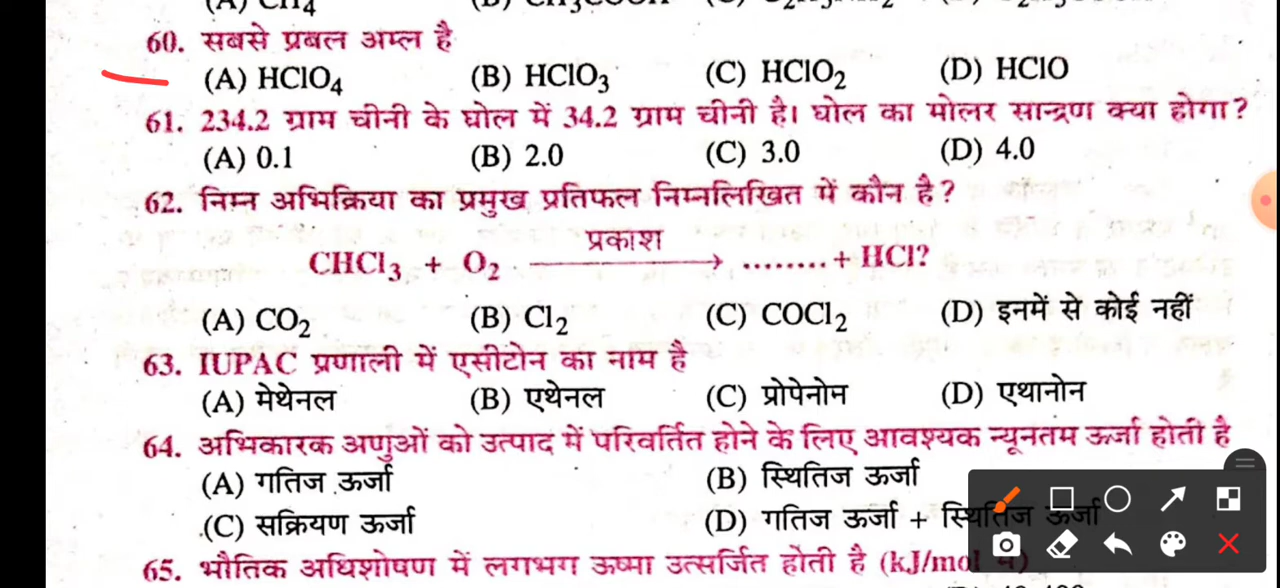 60. सबसे प्रबल अम्ल है
(A) HClO₄ (B) HClO₃ (C) HClO₂ (D) HClO
61. 234.2 ग्राम चीनी के घोल में 34.2 ग्राम चीनी है। घोल का मोलर सान्द्रण क्या होगा?
(A) 0.1 (B) 2.0 (C) 3.0 (D) 4.0
62. निम्न अभिक्रिया का प्रमुख प्रतिफल निम्नलिखित में कौन है?
प्रकाश
CHCl₃ + O₂ ⟶ ........+ HCl?
(A) CO₂ (B) Cl₂ (C) COCl₂ (D) इनमें से कोई नहीं
63. IUPAC प्रणाली में एसीटोन का नाम है
(A) मेथेनल (B) एथेनल (C) प्रोपेनोन (D) एथानोन
64. अभिकारक अणुओं को उत्पाद में परिवर्तित होने के लिए आवश्यक न्यूनतम ऊर्जा होती है
(A) गतिज ऊर्जा (B) स्थितिज ऊर्जा
(C) सक्रियण ऊर्जा (D) गतिज ऊर्जा + स्थितिज ऊर्जा
65. भौतिक अधिशोषण में लगभग ऊष्मा उत्सर्जित होती है (kJ/mol में)